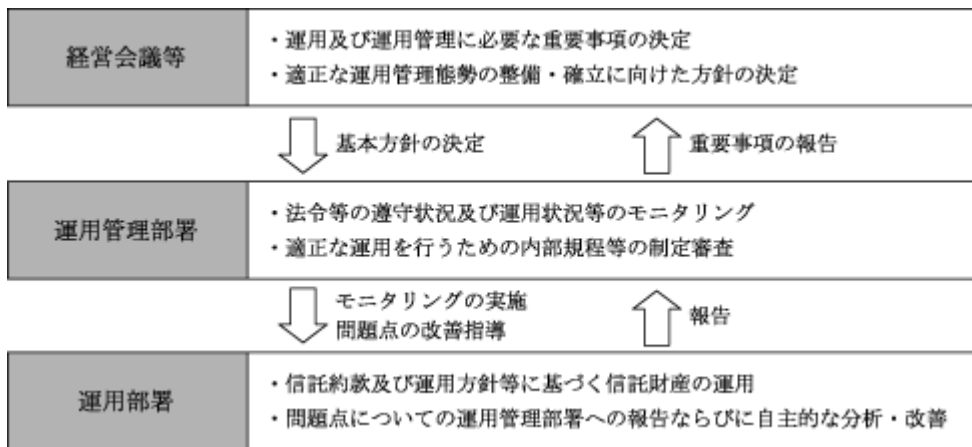 経営会議等
・運用及び運用管理に必要な重要事項の決定
・適正な運用管理態勢の整備・確立に向けた方針の決定
基本方針の決定
重要事項の報告
運用管理部署
・法令等の遵守状況及び運用状況等のモニタリング
・適正な運用を行うための内部規程等の制定審査
モニタリングの実施
問題点の改善指導
報告
運用部署
・信託約款及び運用方針等に基づく信託財産の運用
・問題点についての運用管理部署への報告ならびに自主的な分析・改善